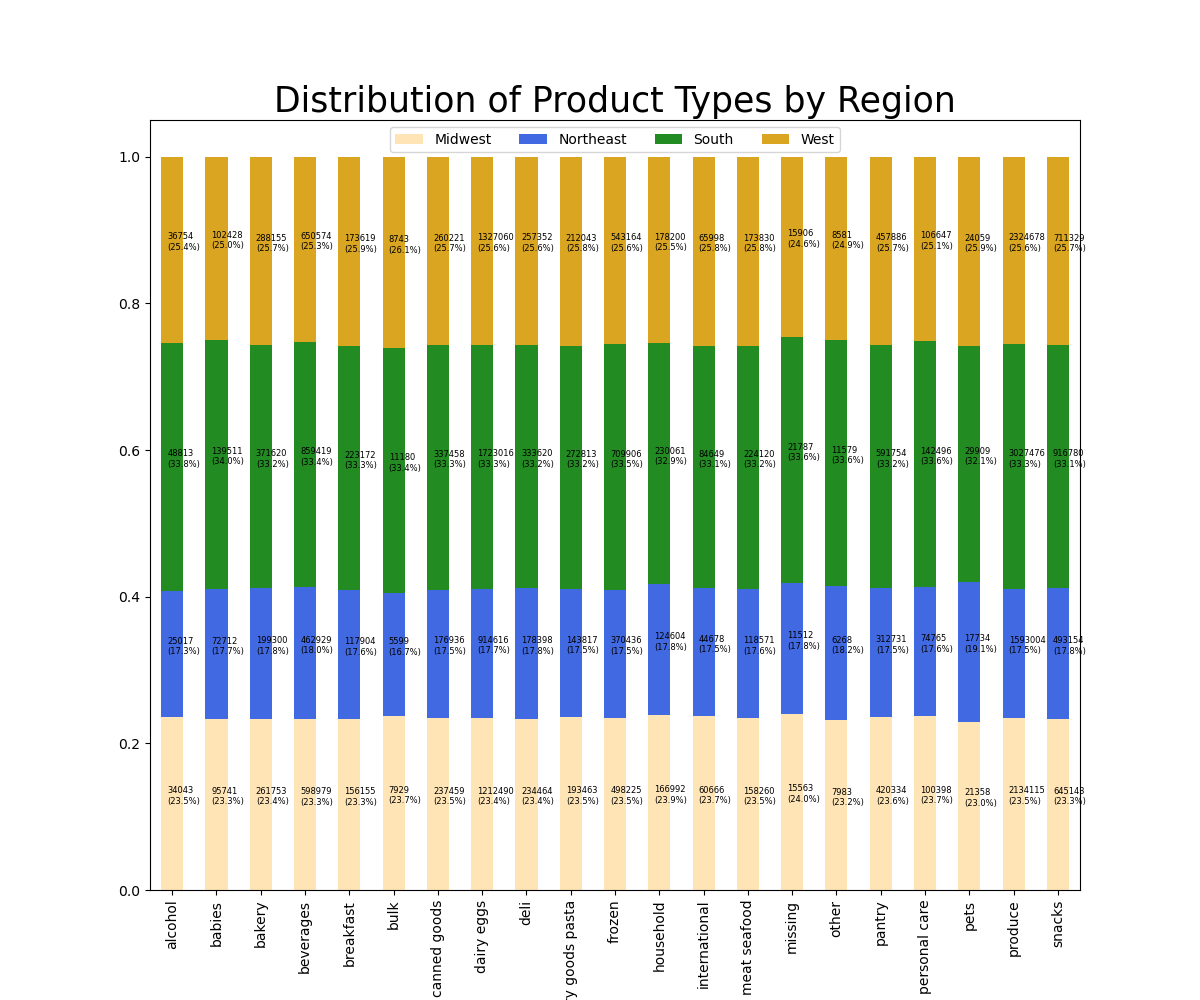 Distribution of Product Types by Region
Midwest Northeast South West
1.0
36754 102428 288155 650574 173619 8743 260221 1327060 257352 212043 543164 178200 65998 173830 15906 8581 457886 106647 24059 2324678 711329
(25.4%) (25.0%) (25.7%) (25.3%) (25.9%) (26.1%) (25.7%) (25.6%) (25.6%) (25.8%) (25.6%) (25.5%) (25.8%) (25.8%) (24.6%) (24.9%) (25.7%) (25.1%) (25.9%) (25.6%) (25.7%)
0.8
0.6
48813 139511 371620 859419 223172 11180 337458 1723016 333620 272813 709906 230061 84649 224120 21787 11579 591754 142496 29909 3027476 916780
(33.8%) (34.0%) (33.2%) (33.4%) (33.3%) (33.4%) (33.3%) (33.3%) (33.2%) (33.2%) (33.5%) (32.9%) (33.1%) (33.2%) (33.6%) (33.6%) (33.2%) (33.6%) (32.1%) (33.3%) (33.1%)
0.4
25017 72712 199300 462929 117904 5599 176936 914616 178398 143817 370436 124604 44678 118571 11512 6268 312731 74765 17734 1593004 493154
(17.3%) (17.7%) (17.8%) (18.0%) (17.6%) (16.7%) (17.5%) (17.7%) (17.8%) (17.5%) (17.5%) (17.8%) (17.5%) (17.6%) (17.8%) (18.2%) (17.5%) (17.6%) (19.1%) (17.5%) (17.8%)
0.2
34043 95741 261753 598979 156155 7929 237459 1212490 234464 193463 498225 166992 60666 158260 15563 7983 420334 100398 21358 2134115 645143
(23.5%) (23.3%) (23.4%) (23.3%) (23.3%) (23.7%) (23.5%) (23.4%) (23.4%) (23.5%) (23.5%) (23.9%) (23.7%) (23.5%) (24.0%) (23.2%) (23.6%) (23.7%) (23.0%) (23.5%) (23.3%)
0.0
alcohol
babies
bakery
beverages
breakfast
bulk
canned goods
dairy eggs
deli
y goods pasta
frozen
household
international
meat seafood
missing
other
pantry
personal care
pets
produce
snacks